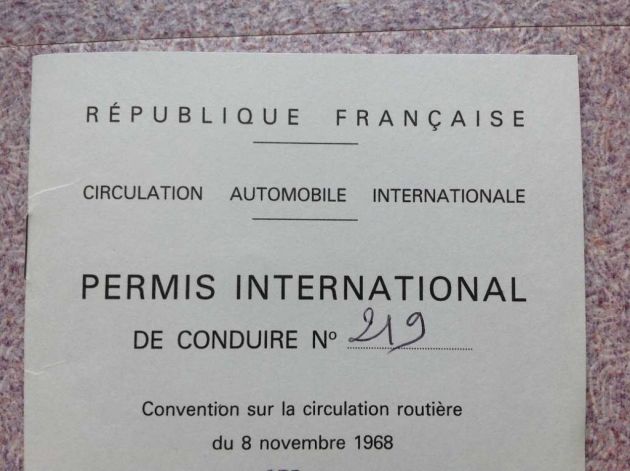 RÉPUBLIQUE FRANÇAISE
CIRCULATION AUTOMOBILE INTERNATIONALE
PERMIS INTERNATIONAL
DE CONDUIRE Nº 219
Convention sur la circulation routière
du 8 novembre 1968